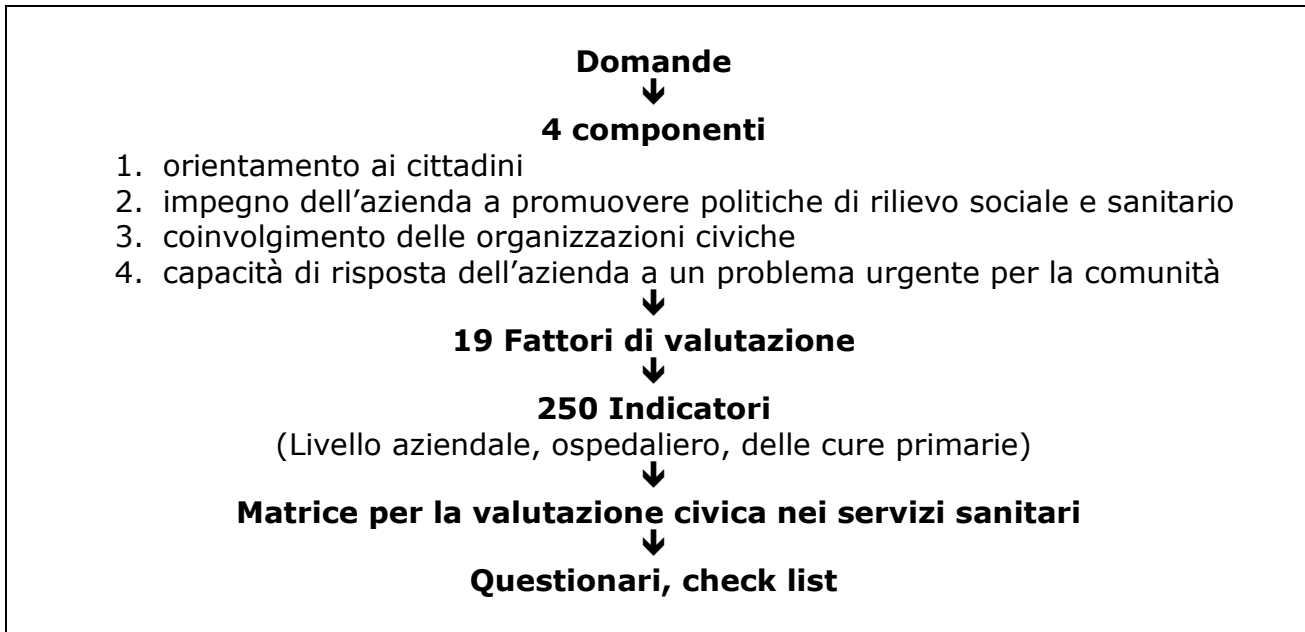 Domande
↓
4 componenti
1. orientamento ai cittadini
2. impegno dell’azienda a promuovere politiche di rilievo sociale e sanitario
3. coinvolgimento delle organizzazioni civiche
4. capacità di risposta dell’azienda a un problema urgente per la comunità
↓
19 Fattori di valutazione
↓
250 Indicatori
(Livello aziendale, ospedaliero, delle cure primarie)
↓
Matrice per la valutazione civica nei servizi sanitari
↓
Questionari, check list